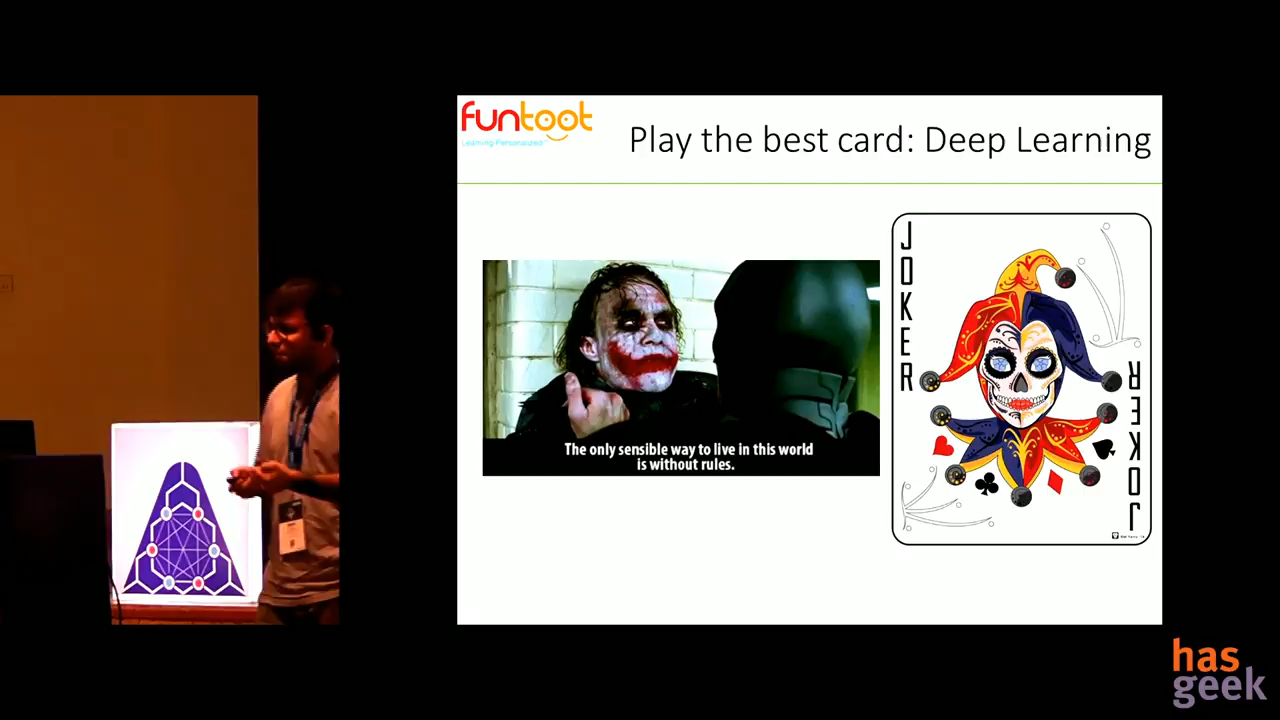 funtoot
Learning Personalized
Play the best card: Deep Learning
JOKER
The only sensible way to live in this world
is without rules.
JOKER
has
geek